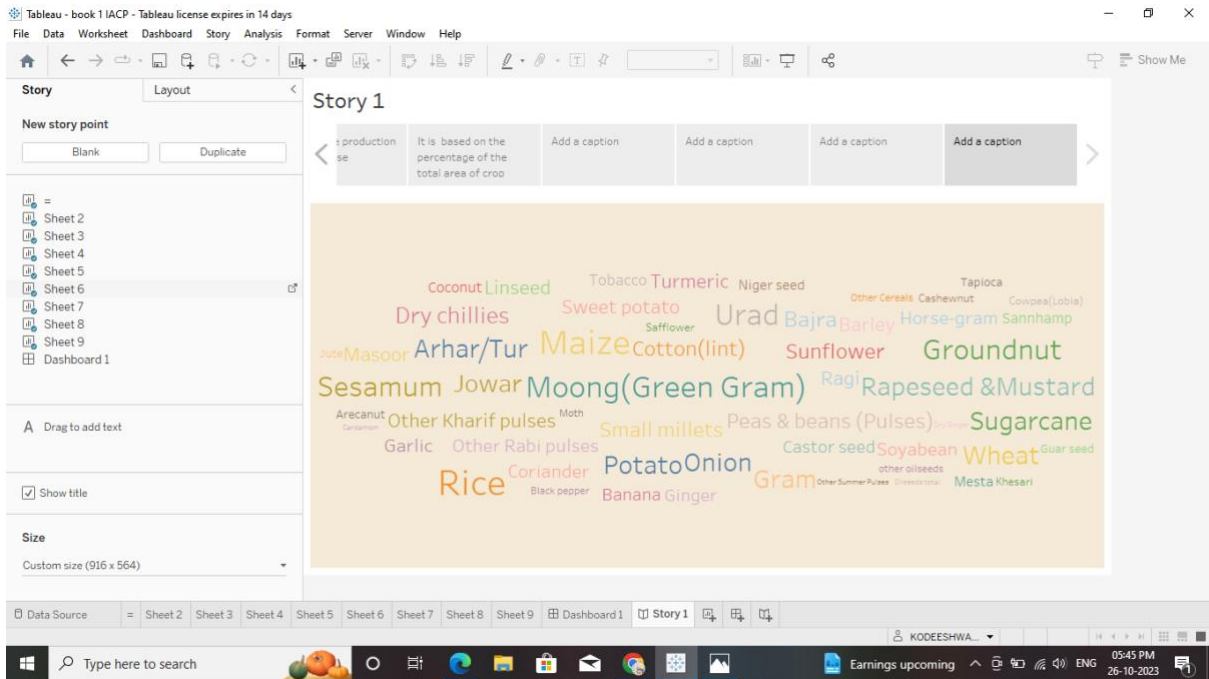 Tableau - book 1 IACP - Tableau license expires in 14 days
File Data Worksheet Dashboard Story Analysis Format Server Window Help
Show Me
Story Layout
New story point
Blank Duplicate
=
Sheet 2
Sheet 3
Sheet 4
Sheet 5
Sheet 6
Sheet 7
Sheet 8
Sheet 9
Dashboard 1
A Drag to add text
Show title
Size
Custom size (916 x 564)
Story 1
production
se
It is based on the
percentage of the
total area of crop
Add a caption
Add a caption
Add a caption
Add a caption
Coconut Linseed Tobacco Turmeric Niger seed Tapioca
Other Cereals Cashewnut Cowpea(Lobia)
Dry chillies Sweet potato Safflower Urad Bajra Barley Horse-gram Sannhamp
Jute Masoor Arhar/Tur Maize Cotton(lint) Sunflower Groundnut
Sesamum Jowar Moong(Green Gram) Ragi Rapeseed &Mustard
Arecanut Cardamom Other Kharif pulses Moth Small millets Peas & beans (Pulses) Dry Ginger Sugarcane
Garlic Other Rabi pulses Castor seed Soyabean Wheat Guar seed
Rice Coriander Potato Onion Gram other oilseeds
Black pepper Banana Ginger Other Summer Pulses Oilseeds total Mesta Khesari
Data Source = Sheet 2 Sheet 3 Sheet 4 Sheet 5 Sheet 6 Sheet 7 Sheet 8 Sheet 9 Dashboard 1 Story 1
KODEESHWA...
Type here to search
Earnings upcoming ENG
05:45 PM
26-10-2023